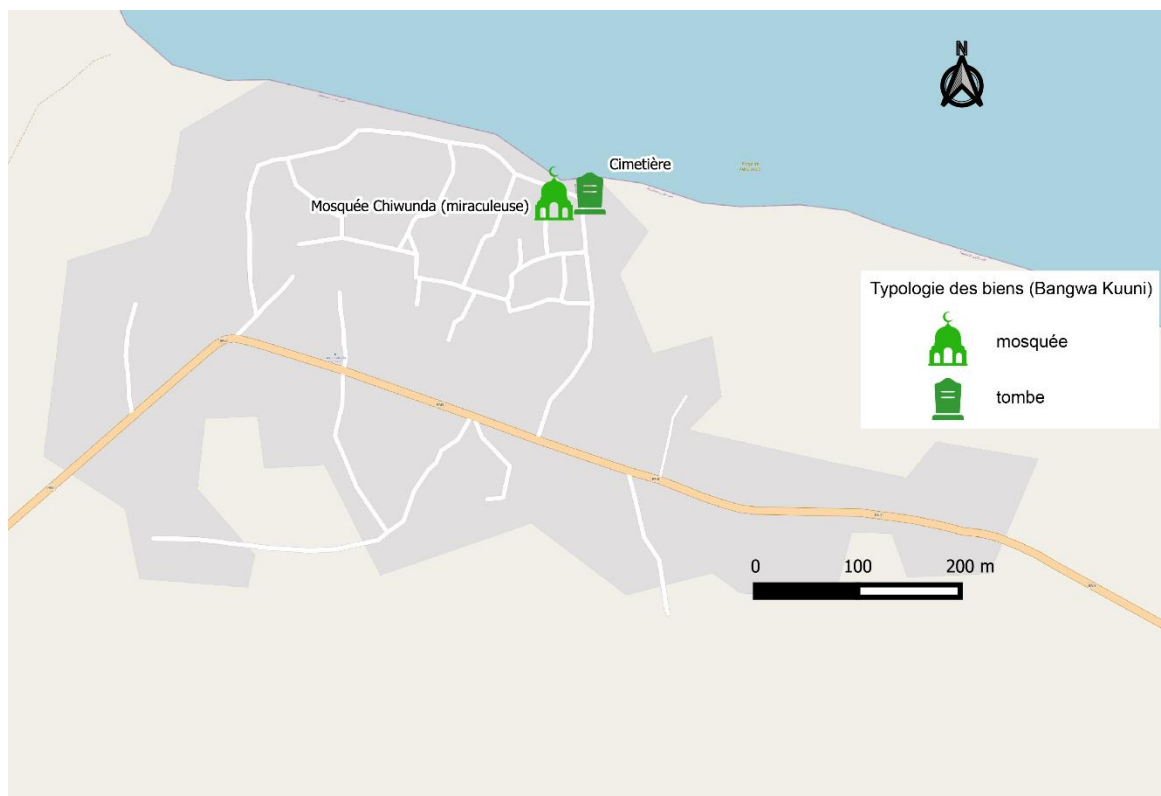 N
Cimetière
Mosquée Chiwunda (miraculeuse)
Typologie des biens (Bangwa Kuuni)
mosquée
tombe
0 100 200 m